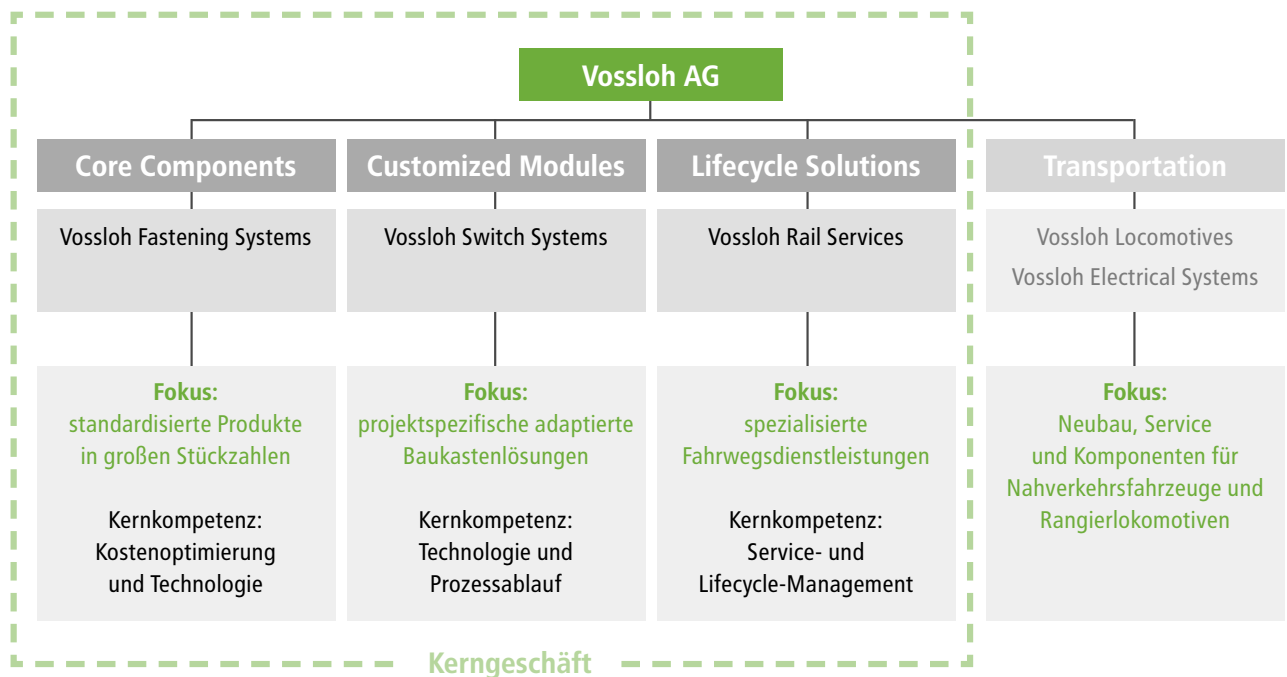 Vossloh AG
Core Components
Customized Modules
Lifecycle Solutions
Transportation
Vossloh Fastening Systems
Vossloh Switch Systems
Vossloh Rail Services
Vossloh Locomotives
Vossloh Electrical Systems
Fokus:
standardisierte Produkte
in großen Stückzahlen
Kernkompetenz:
Kostenoptimierung
und Technologie
Fokus:
projektspezifische adaptierte
Baukastenlösungen
Kernkompetenz:
Technologie und
Prozessablauf
Fokus:
spezialisierte
Fahrwegsdienstleistungen
Kernkompetenz:
Service- und
Lifecycle-Management
Fokus:
Neubau, Service
und Komponenten für
Nahverkehrsfahrzeuge und
Rangierlokomotiven
Kerngeschäft